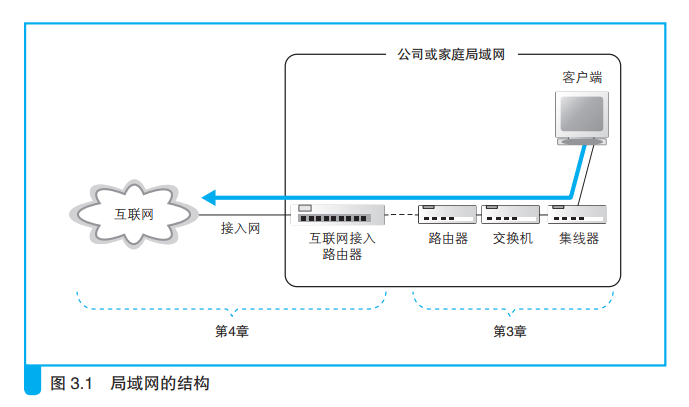 公司或家庭局域网
客户端
互联网
接入网
互联网接入
路由器
路由器
交换机
集线器
第4章
第3章
图 3.1 局域网的结构